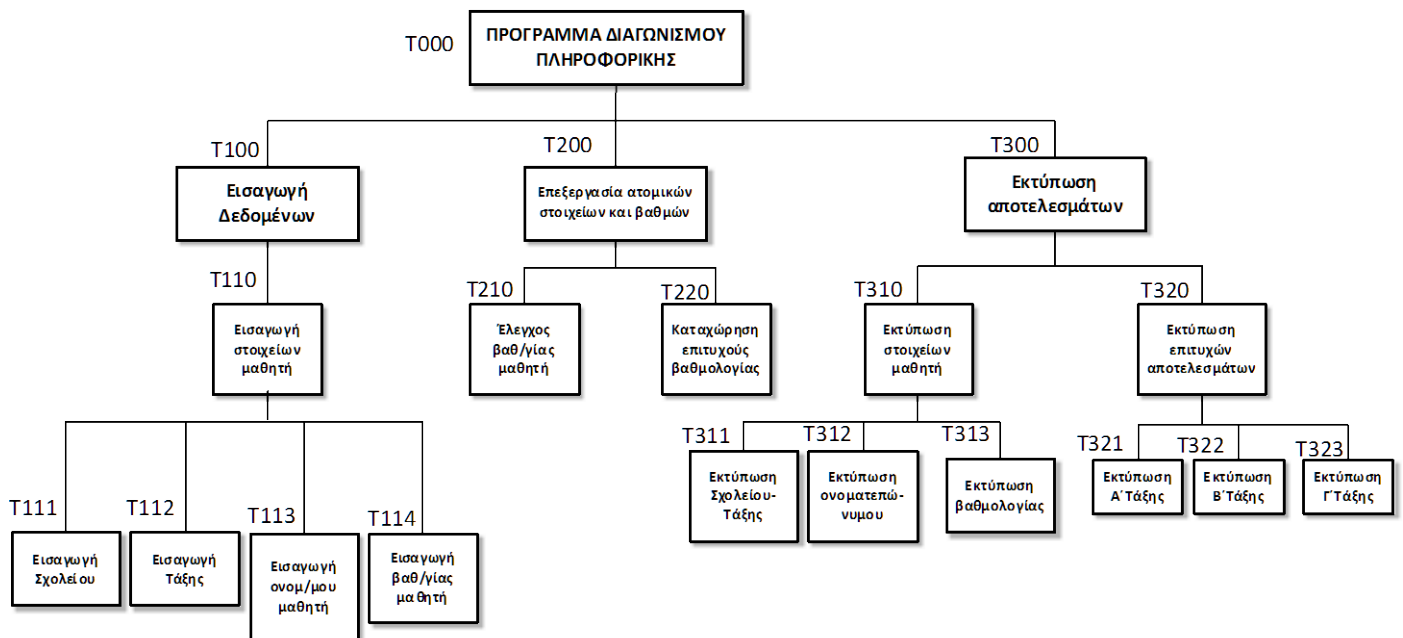 T000
ΠΡΟΓΡΑΜΜΑ ΔΙΑΓΩΝΙΣΜΟΥ
ΠΛΗΡΟΦΟΡΙΚΗΣ
T100
Εισαγωγή
Δεδομένων
T200
Επεξεργασία ατομικών
στοιχείων και βαθμών
T300
Εκτύπωση
αποτελεσμάτων
T110
Εισαγωγή
στοιχείων
μαθητή
T210
Έλεγχος
βαθ/γίας
μαθητή
T220
Καταχώρηση
επιτυχούς
βαθμολογίας
T310
Εκτύπωση
στοιχείων
μαθητή
T320
Εκτύπωση
επιτυχών
αποτελεσμάτων
T111
Εισαγωγή
Σχολείου
T112
Εισαγωγή
Τάξης
T113
Εισαγωγή
ονομ/μου
μαθητή
T114
Εισαγωγή
βαθ/γίας
μαθητή
T311
Εκτύπωση
Σχολείου-
Τάξης
T312
Εκτύπωση
ονοματεπώ-
νυμου
T313
Εκτύπωση
βαθμολογίας
T321
Εκτύπωση
Α΄Τάξης
T322
Εκτύπωση
Β΄Τάξης
T323
Εκτύπωση
Γ΄Τάξης